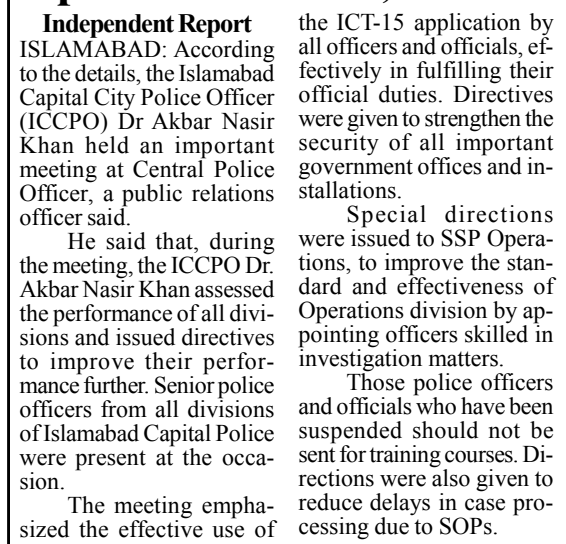 Independent Report
ISLAMABAD: According
to the details, the Islamabad
Capital City Police Officer
(ICCPO) Dr Akbar Nasir
Khan held an important
meeting at Central Police
Officer, a public relations
officer said.
He said that, during
the meeting, the ICCPO Dr.
Akbar Nasir Khan assessed
the performance of all divi-
sions and issued directives
to improve their perfor-
mance further. Senior police
officers from all divisions
of Islamabad Capital Police
were present at the occa-
sion.
The meeting empha-
sized the effective use of
the ICT-15 application by
all officers and officials, ef-
fectively in fulfilling their
official duties. Directives
were given to strengthen the
security of all important
government offices and in-
stallations.
Special directions
were issued to SSP Opera-
tions, to improve the stan-
dard and effectiveness of
Operations division by ap-
pointing officers skilled in
investigation matters.
Those police officers
and officials who have been
suspended should not be
sent for training courses. Di-
rections were also given to
reduce delays in case pro-
cessing due to SOPs.